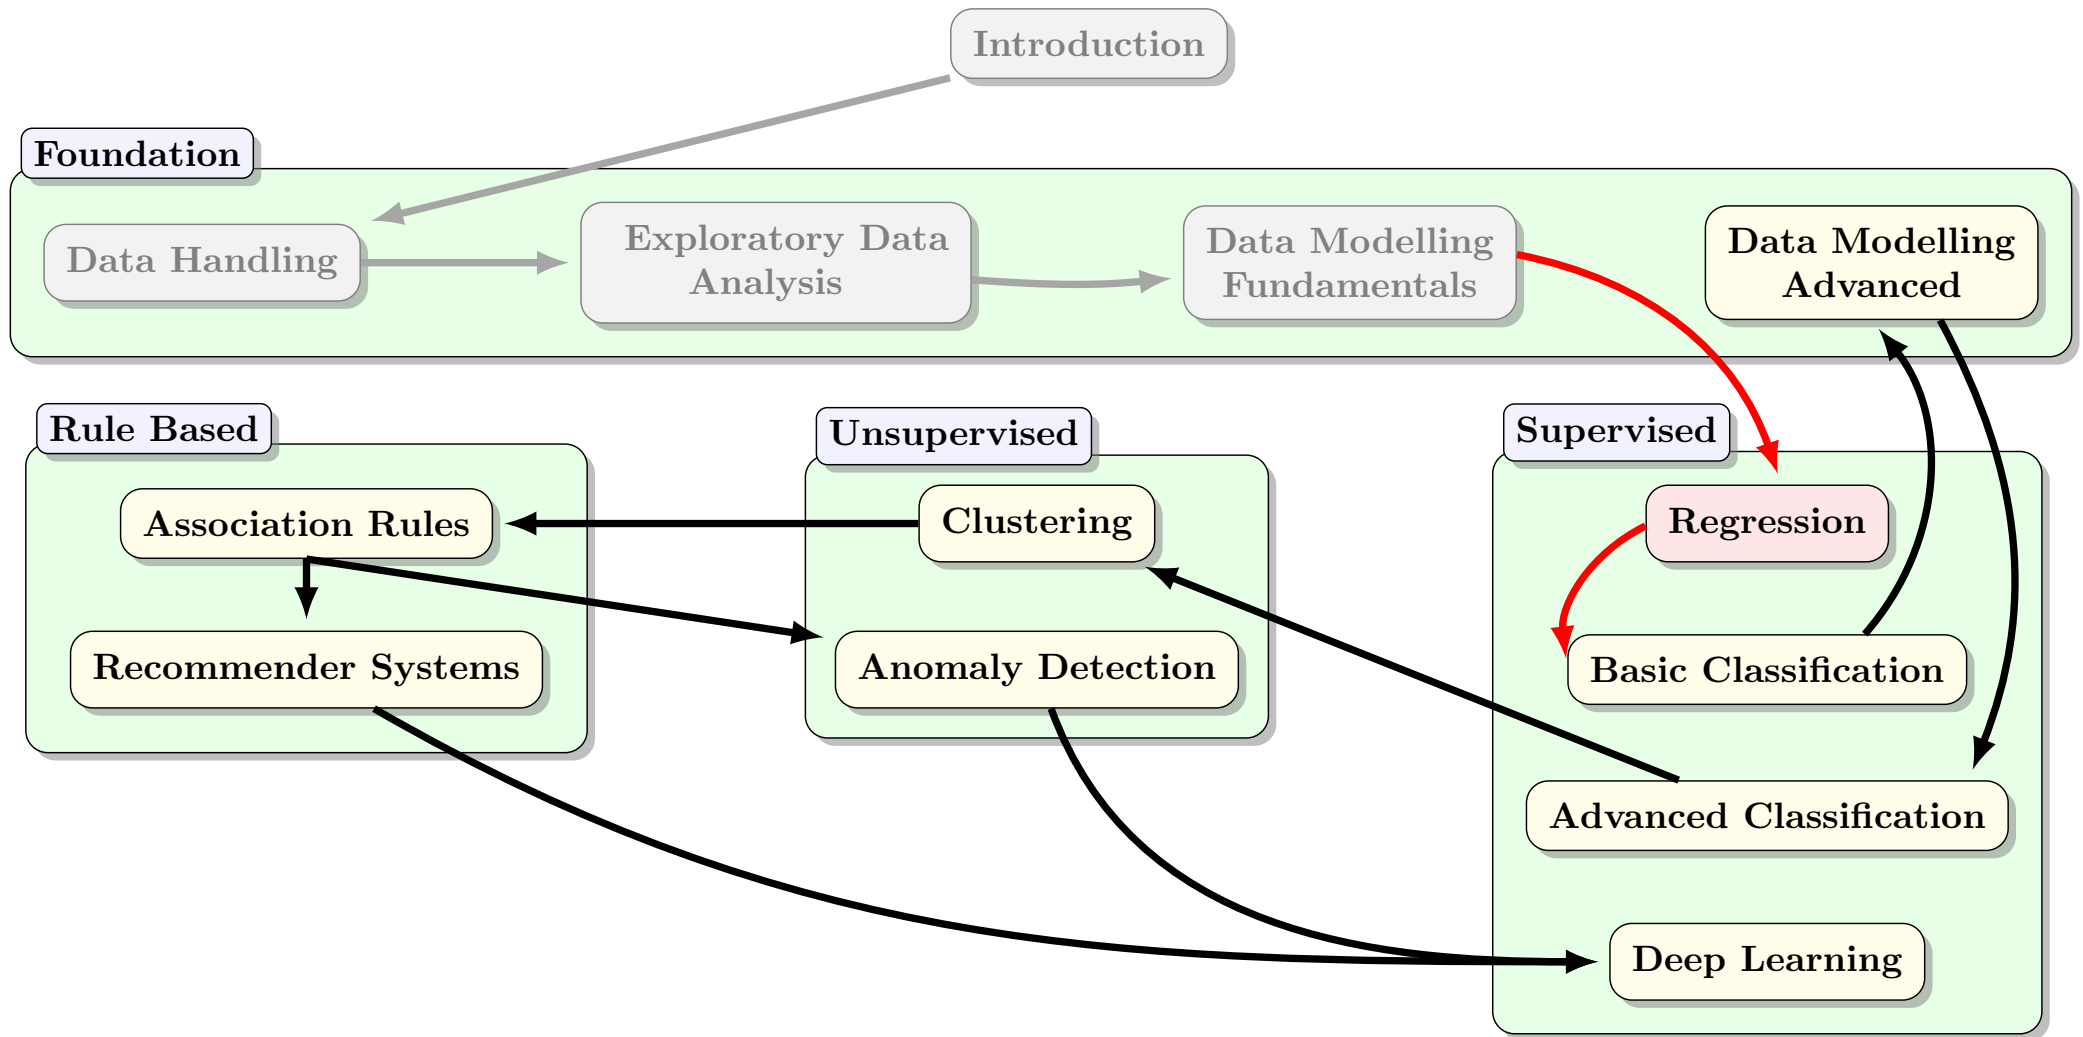 Introduction
Foundation
Data Handling
Exploratory Data
Analysis
Data Modelling
Fundamentals
Data Modelling
Advanced
Rule Based
Association Rules
Recommender Systems
Unsupervised
Clustering
Anomaly Detection
Supervised
Regression
Basic Classification
Advanced Classification
Deep Learning